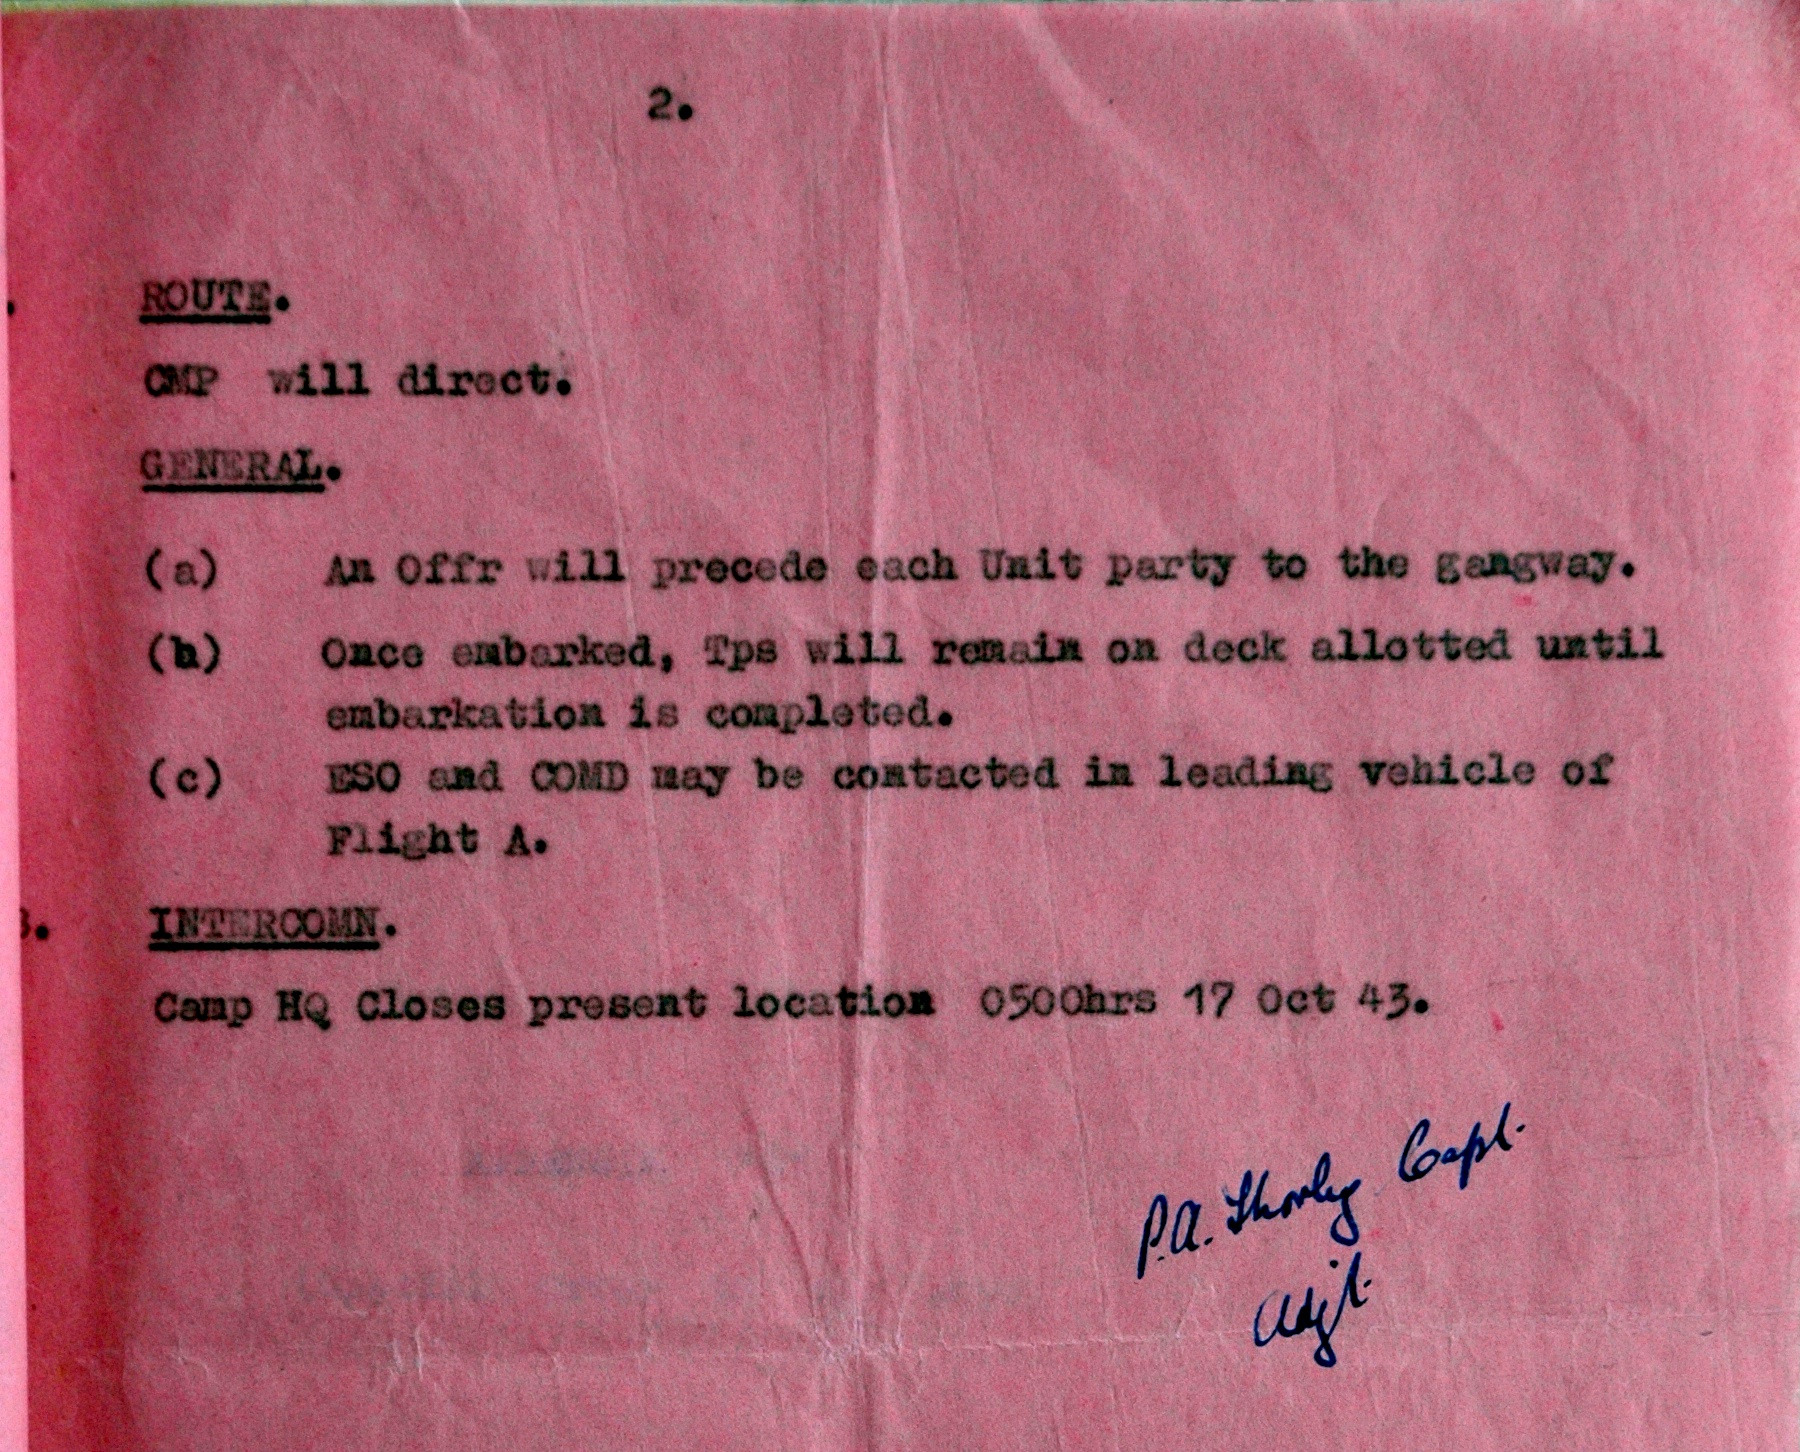 2.
ROUTE.
CMP will direct.
GENERAL.
(a) An Offr will precede each Unit party to the gangway.
(b) Once embarked, Tps will remain on deck allotted until
embarkation is completed.
(c) ESO and COMD may be contacted in leading vehicle of
Flight A.
INTERCOMN.
Camp HQ Closes present location 0500hrs 17 Oct 43.
P.A. Thorley Capt.
Adjt.